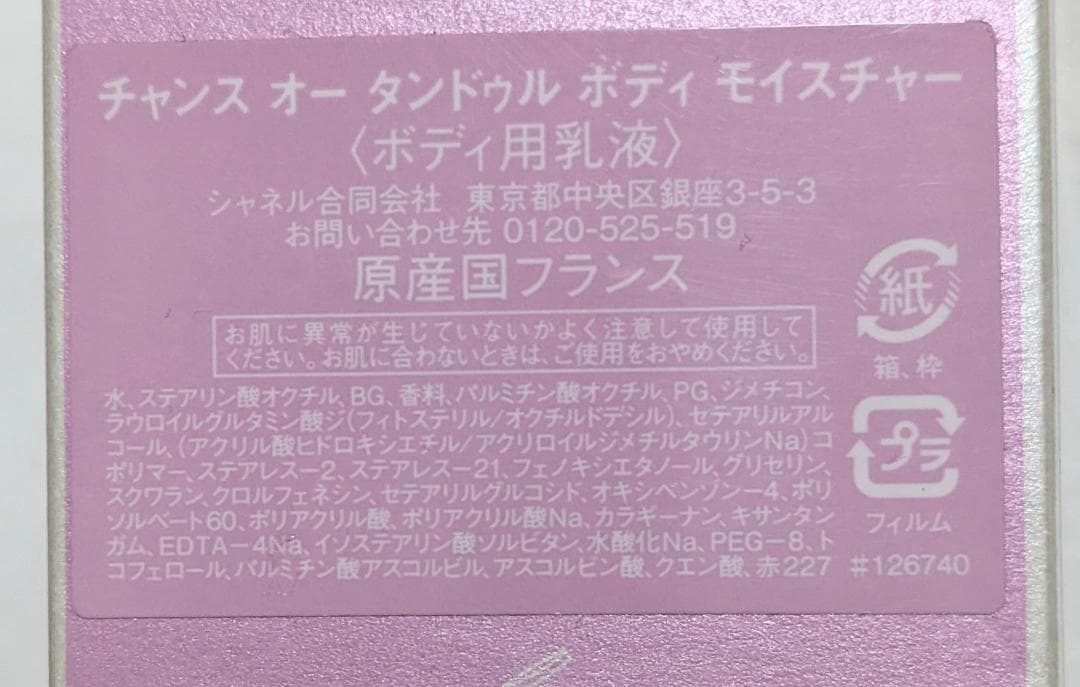 チャンス オー タンドゥル ボディ モイスチャー
〈ボディ用乳液〉
シャネル合同会社 東京都中央区銀座3-5-3
お問い合わせ先 0120-525-519
原産国フランス
お肌に異常が生じていないかよく注意して使用して
ください。お肌に合わないときは、ご使用をおやめください。
水、ステアリン酸オクチル、BG、香料、パルミチン酸オクチル、PG、ジメチコン、
ラウロイルグルタミン酸ジ(フィトステリル/オクチルドデシル)、セテアリルアル
コール、(アクリル酸ヒドロキシエチル/アクリロイルジメチルタウリンNa)コ
ポリマー、ステアレス−2、ステアレス−21、フェノキシエタノール、グリセリン、
スクワラン、クロルフェネシン、セテアリルグルコシド、オキシベンゾン−4、ポリ
ソルベート60、ポリアクリル酸、ポリアクリル酸Na、カラギーナン、キサンタン
ガム、EDTA−4Na、イソステアリン酸ソルビタン、水酸化Na、PEG−8、ト
コフェロール、パルミチン酸アスコルビル、アスコルビン酸、クエン酸、赤227
紙
箱、枠
プラ
フィルム
#126740